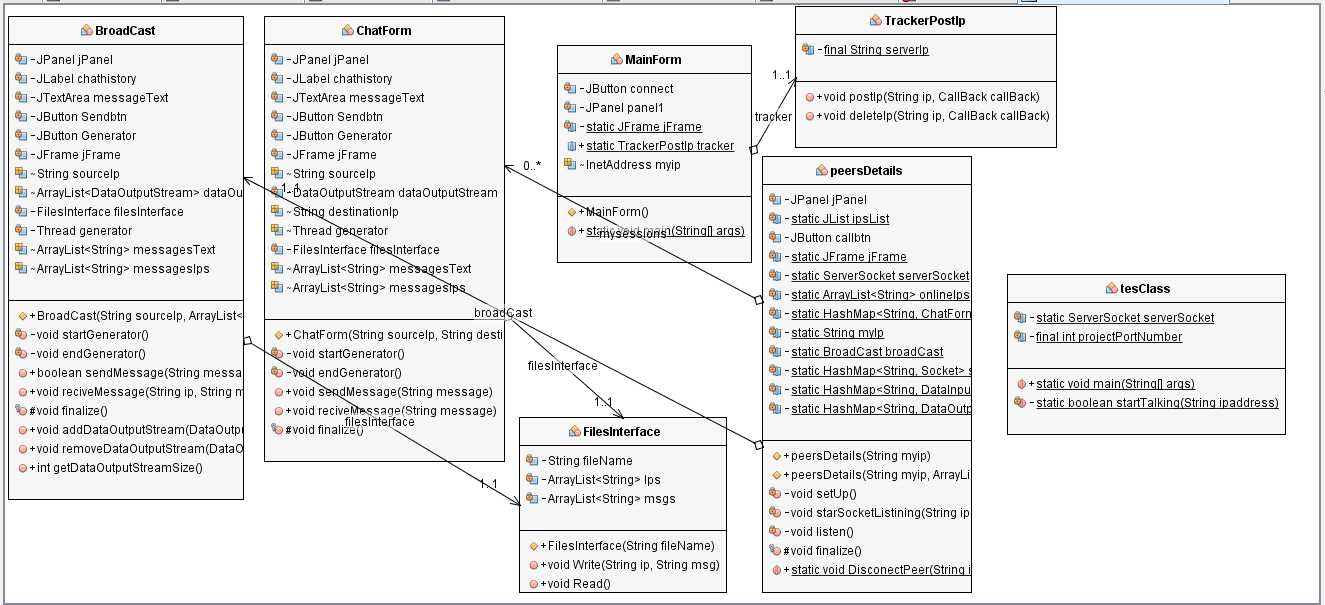 BroadCast
-JPanel jPanel
-JLabel chathistory
-JTextArea messageText
-JButton Sendbtn
-JButton Generator
-JFrame jFrame
~String sourceIp
-ArrayList<DataOutputStream> dataOu
-FilesInterface filesInterface
-Thread generator
~ArrayList<String> messagesText
~ArrayList<String> messagesIps
+BroadCast(String sourceIp, ArrayList<
-void startGenerator()
-void endGenerator()
+boolean sendMessage(String messa
+void reciveMessage(String ip, String m
#void finalize()
+void addDataOutputStream(DataOutpu
+void removeDataOutputStream(DataO
+int getDataOutputStreamSize()
ChatForm
-JPanel jPanel
-JLabel chathistory
-JTextArea messageText
-JButton Sendbtn
-JButton Generator
-JFrame jFrame
~String sourceIp
-DataOutputStream dataOutputStream
~String destinationIp
~Thread generator
-FilesInterface filesInterface
~ArrayList<String> messagesText
~ArrayList<String> messagesIps
+ChatForm(String sourceIp, String desti
-void startGenerator()
-void endGenerator()
+void sendMessage(String message)
+void reciveMessage(String message)
#void finalize()
MainForm
-JButton connect
-JPanel panel1
-static JFrame jFrame
+static TrackerPostIp tracker
~InetAddress myip
+MainForm()
+static void main(String[] args)
TrackerPostIp
-final String serverIp
+void postIp(String ip, CallBack callBack)
+void deleteIp(String ip, CallBack callBack)
peersDetails
-JPanel jPanel
-static JList ipsList
-JButton callbtn
-static JFrame jFrame
-static ServerSocket serverSocket
-static ArrayList<String> onlineIps
-static HashMap<String, ChatForm
-static String myIp
-static BroadCast broadCast
-static HashMap<String, Socket> s
-static HashMap<String, DataInpu
-static HashMap<String, DataOutp
+peersDetails(String myip)
+peersDetails(String myip, ArrayLi
-void setUp()
-void starSocketListining(String ip
-void listen()
#void finalize()
+static void DisconectPeer(String i
tesClass
-static ServerSocket serverSocket
-final int projectPortNumber
+static void main(String[] args)
-static boolean startTalking(String ipaddress)
FilesInterface
-String fileName
-ArrayList<String> Ips
-ArrayList<String> msgs
+FilesInterface(String fileName)
+void Write(String ip, String msg)
+void Read()
1..1
tracker
0..*
mysessions
1..1
broadCast
filesInterface
1..1
filesInterface
1..1